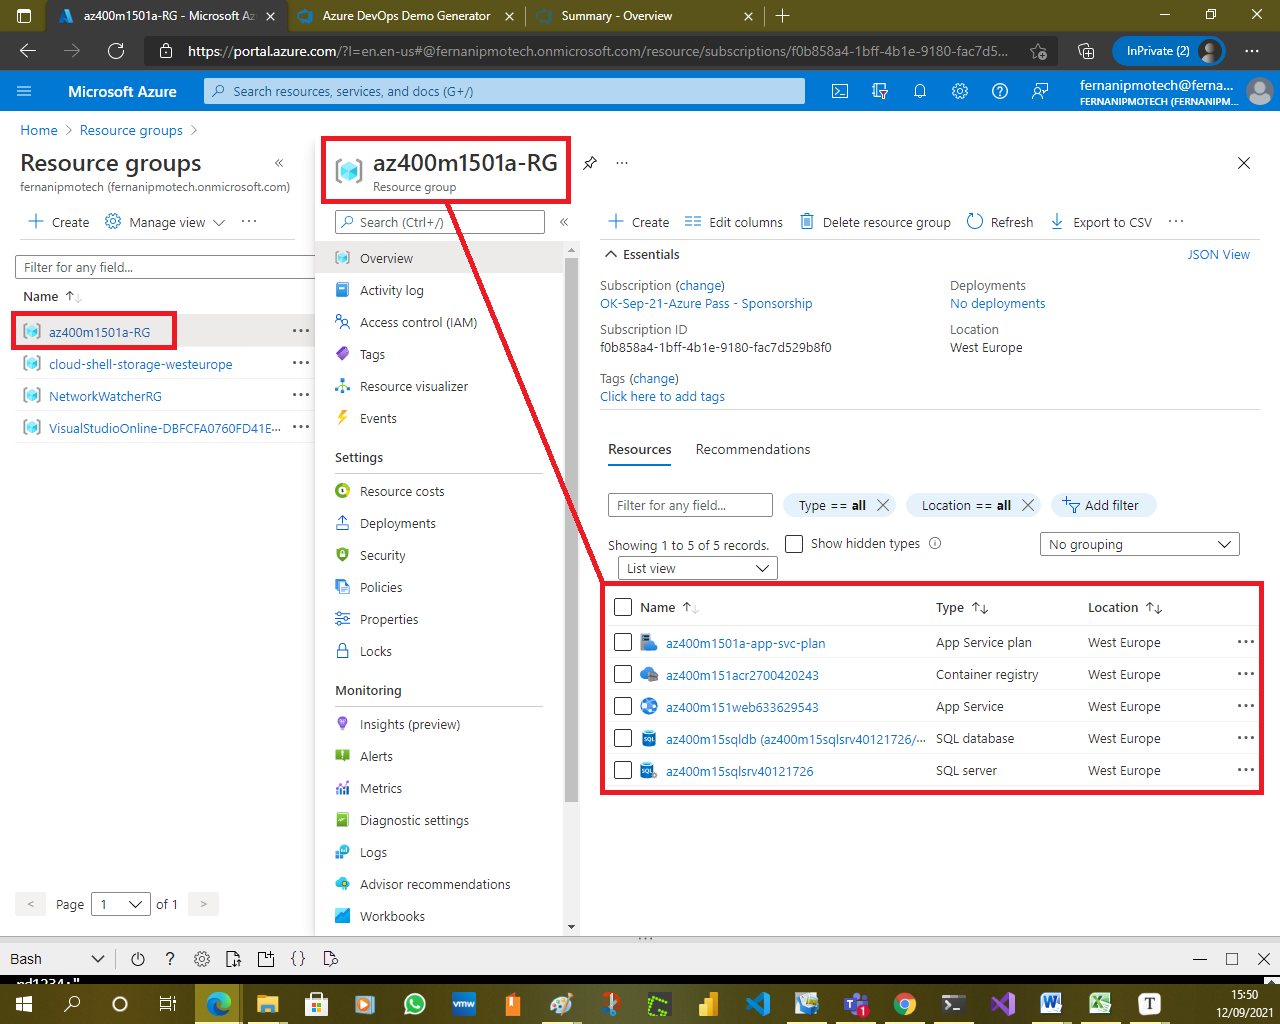 az400m1501a-RG - Microsoft Az
Azure DevOps Demo Generator
Summary - Overview
https://portal.azure.com/?l=en.en-us#@fernanipmotech.onmicrosoft.com/resource/subscriptions/f0b858a4-1bff-4b1e-9180-fac7d5...
InPrivate (2)
Microsoft Azure
Search resources, services, and docs (G+/)
fernanipmotech@ferna...
FERNANIPMOTECH (FERNANIPM...
Home > Resource groups >
Resource groups
fernanipmotech (fernanipmotech.onmicrosoft.com)
+ Create
Manage view
...
Filter for any field...
Name ↑↓
az400m1501a-RG ...
cloud-shell-storage-westeurope ...
NetworkWatcherRG ...
VisualStudioOnline-DBFCFA0760FD41E... ...
< Page 1 of 1 >
az400m1501a-RG
Resource group
...
Search (Ctrl+/)
Overview
Activity log
Access control (IAM)
Tags
Resource visualizer
Events
Settings
Resource costs
Deployments
Security
Policies
Properties
Locks
Monitoring
Insights (preview)
Alerts
Metrics
Diagnostic settings
Logs
Advisor recommendations
Workbooks
+ Create
Edit columns
Delete resource group
Refresh
Export to CSV
...
Essentials
JSON View
Subscription (change)
OK-Sep-21-Azure Pass - Sponsorship
Subscription ID
f0b858a4-1bff-4b1e-9180-fac7d529b8f0
Deployments
No deployments
Location
West Europe
Tags (change)
Click here to add tags
Resources
Recommendations
Filter for any field...
Type == all
Location == all
Add filter
Showing 1 to 5 of 5 records.
Show hidden types
No grouping
List view
Name ↑↓ Type ↑↓ Location ↑↓
az400m1501a-app-svc-plan App Service plan West Europe ...
az400m151acr2700420243 Container registry West Europe ...
az400m151web633629543 App Service West Europe ...
az400m15sqldb (az400m15sqlsrv40121726/... SQL database West Europe ...
az400m15sqlsrv40121726 SQL server West Europe ...
Bash
?
{}
vmw
1
W
X
T
15:50
12/09/2021